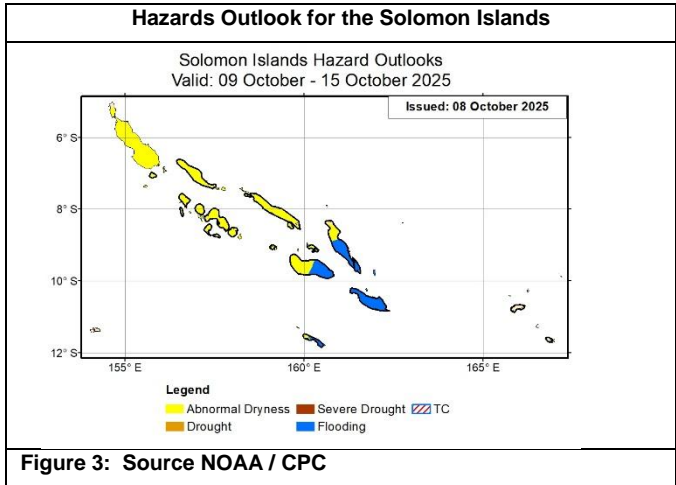 Hazards Outlook for the Solomon Islands
Solomon Islands Hazard Outlooks
Valid: 09 October - 15 October 2025
Issued: 08 October 2025
6° S
8° S
10° S
12° S
155° E
160° E
165° E
Legend
Abnormal Dryness Severe Drought TC
Drought Flooding
Figure 3: Source NOAA / CPC